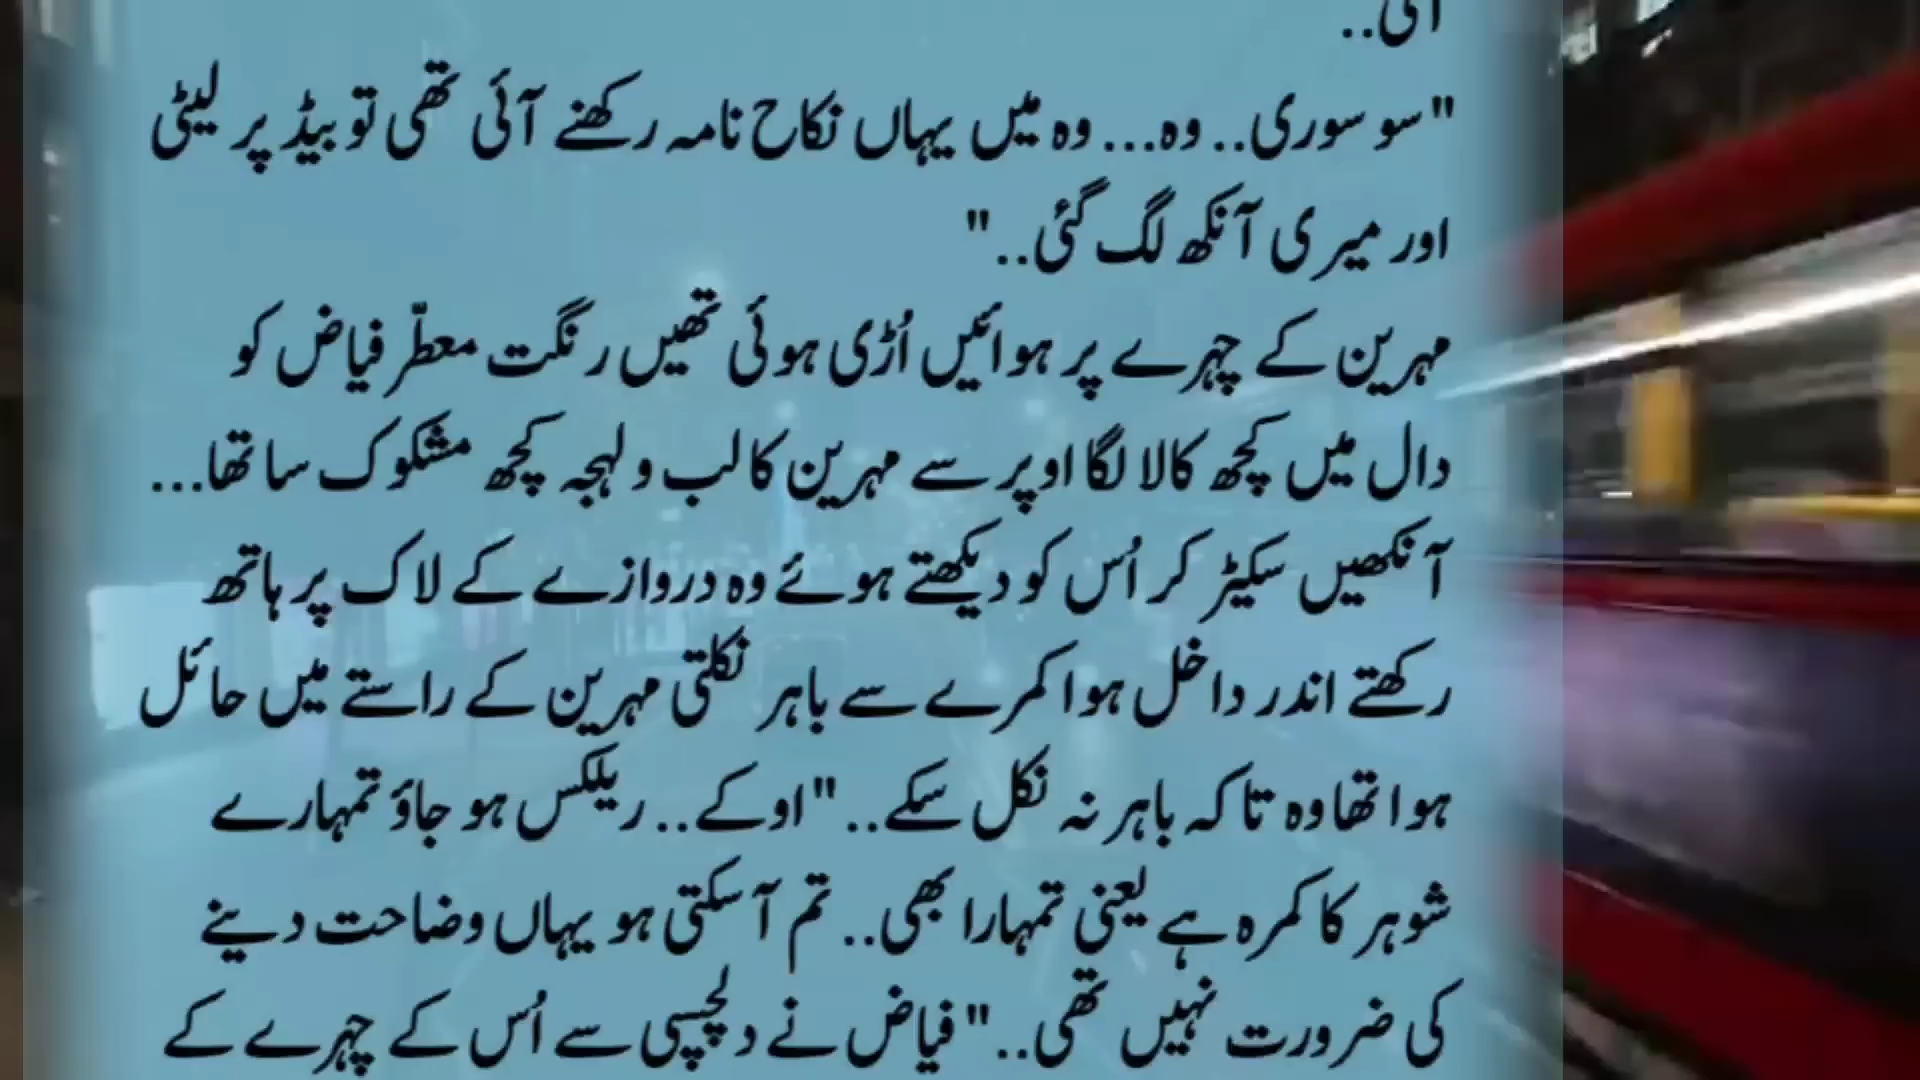 "سو سوری.. وہ... وہ میں یہاں نکاح نامہ رکھنے آئی تھی تو بیڈ پر لیٹی
اور میری آنکھ لگ گئی.."
مہرین کے چہرے پر ہوائیں اُڑی ہوئی تھیں رنگت معطّر فیاض کو
دال میں کچھ کالا لگا اوپر سے مہرین کا لب و لہجہ کچھ مشکوک سا تھا...
آنکھیں سکیٹر کر اُس کو دیکھتے ہوئے وہ دروازے کے لاک پر ہاتھ
رکھتے اندر داخل ہوا کمرے سے باہر نکلتی مہرین کے راستے میں حائل
ہوا تھا وہ تاکہ باہر نہ نکل سکے.. "اوکے.. ریلکس ہو جاؤ تمہارے
شوہر کا کمرہ ہے یعنی تمہارا بھی.. تم آ سکتی ہو یہاں وضاحت دینے
کی ضرورت نہیں تھی.." فیاض نے دلچسپی سے اُس کے چہرے کے